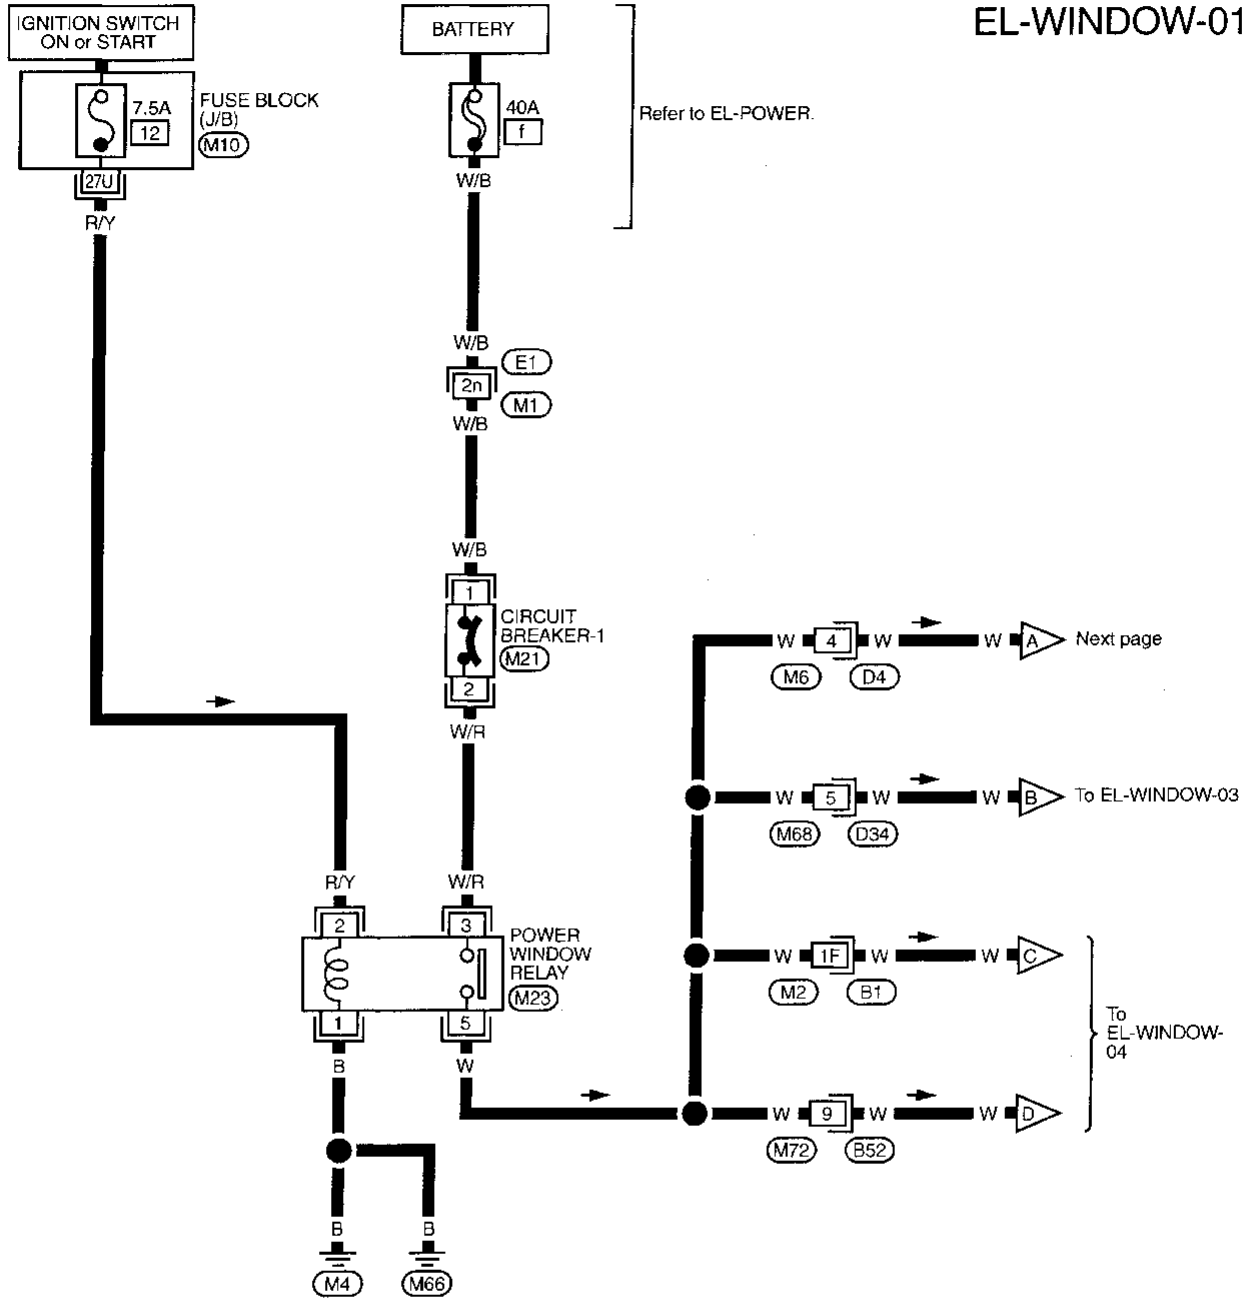 EL-WINDOW-01
IGNITION SWITCH
ON or START
BATTERY
7.5A
12
FUSE BLOCK
(J/B)
M10
40A
f
Refer to EL-POWER.
27U
R/Y
W/B
W/B
E1
2n
M1
W/B
W/B
1
CIRCUIT
BREAKER-1
M21
2
W/R
W 4 W W A Next page
M6 D4
W 5 W W B To EL-WINDOW-03
M68 D34
R/Y
W/R
2
3
POWER
WINDOW
RELAY
M23
1
5
B
W
W 1F W W C
M2 B1
To
EL-WINDOW-
04
W 9 W W D
M72 B52
B
B
M4
M66